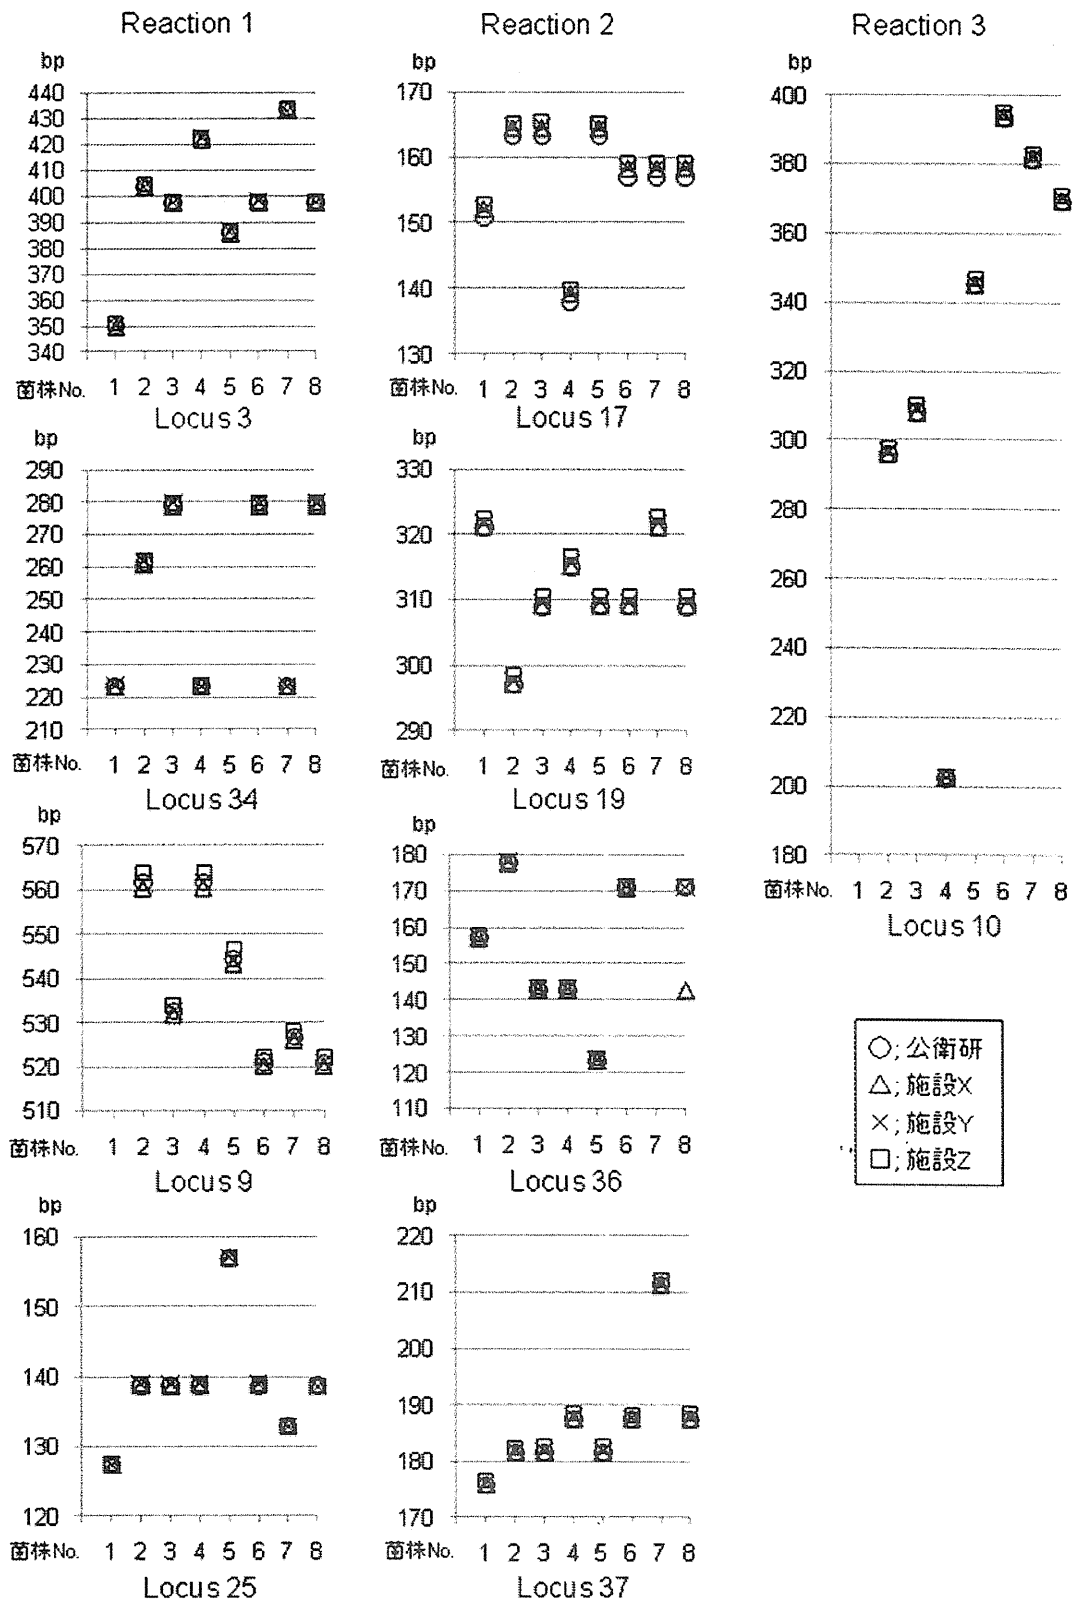 Reaction 1
bp
440
430
420
410
400
390
380
370
360
350
340
菌株No. 1 2 3 4 5 6 7 8
Locus 3
bp
290
280
270
260
250
240
230
220
210
菌株No. 1 2 3 4 5 6 7 8
Locus 34
bp
570
560
550
540
530
520
510
菌株No. 1 2 3 4 5 6 7 8
Locus 9
bp
160
150
140
130
120
菌株No. 1 2 3 4 5 6 7 8
Locus 25
Reaction 2
bp
170
160
150
140
130
菌株No. 1 2 3 4 5 6 7 8
Locus 17
bp
330
320
310
300
290
菌株No. 1 2 3 4 5 6 7 8
Locus 19
bp
180
170
160
150
140
130
120
110
菌株No. 1 2 3 4 5 6 7 8
Locus 36
220
210
200
190
180
170
菌株No. 1 2 3 4 5 6 7 8
Locus 37
Reaction 3
bp
400
380
360
340
320
300
280
260
240
220
200
180
菌株No. 1 2 3 4 5 6 7 8
Locus 10
○; 公衛研
△; 施設X
×; 施設Y
□; 施設Z